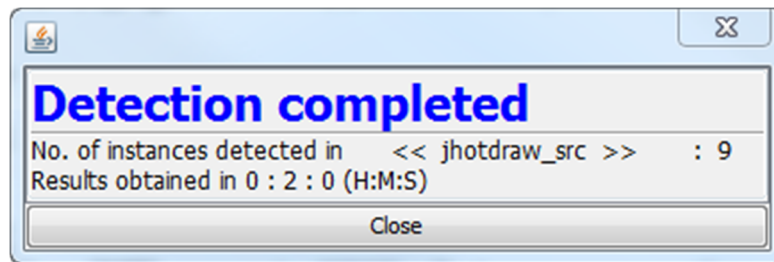 Detection completed
No. of instances detected in << jhotdraw_src >> : 9
Results obtained in 0 : 2 : 0 (H:M:S)
Close